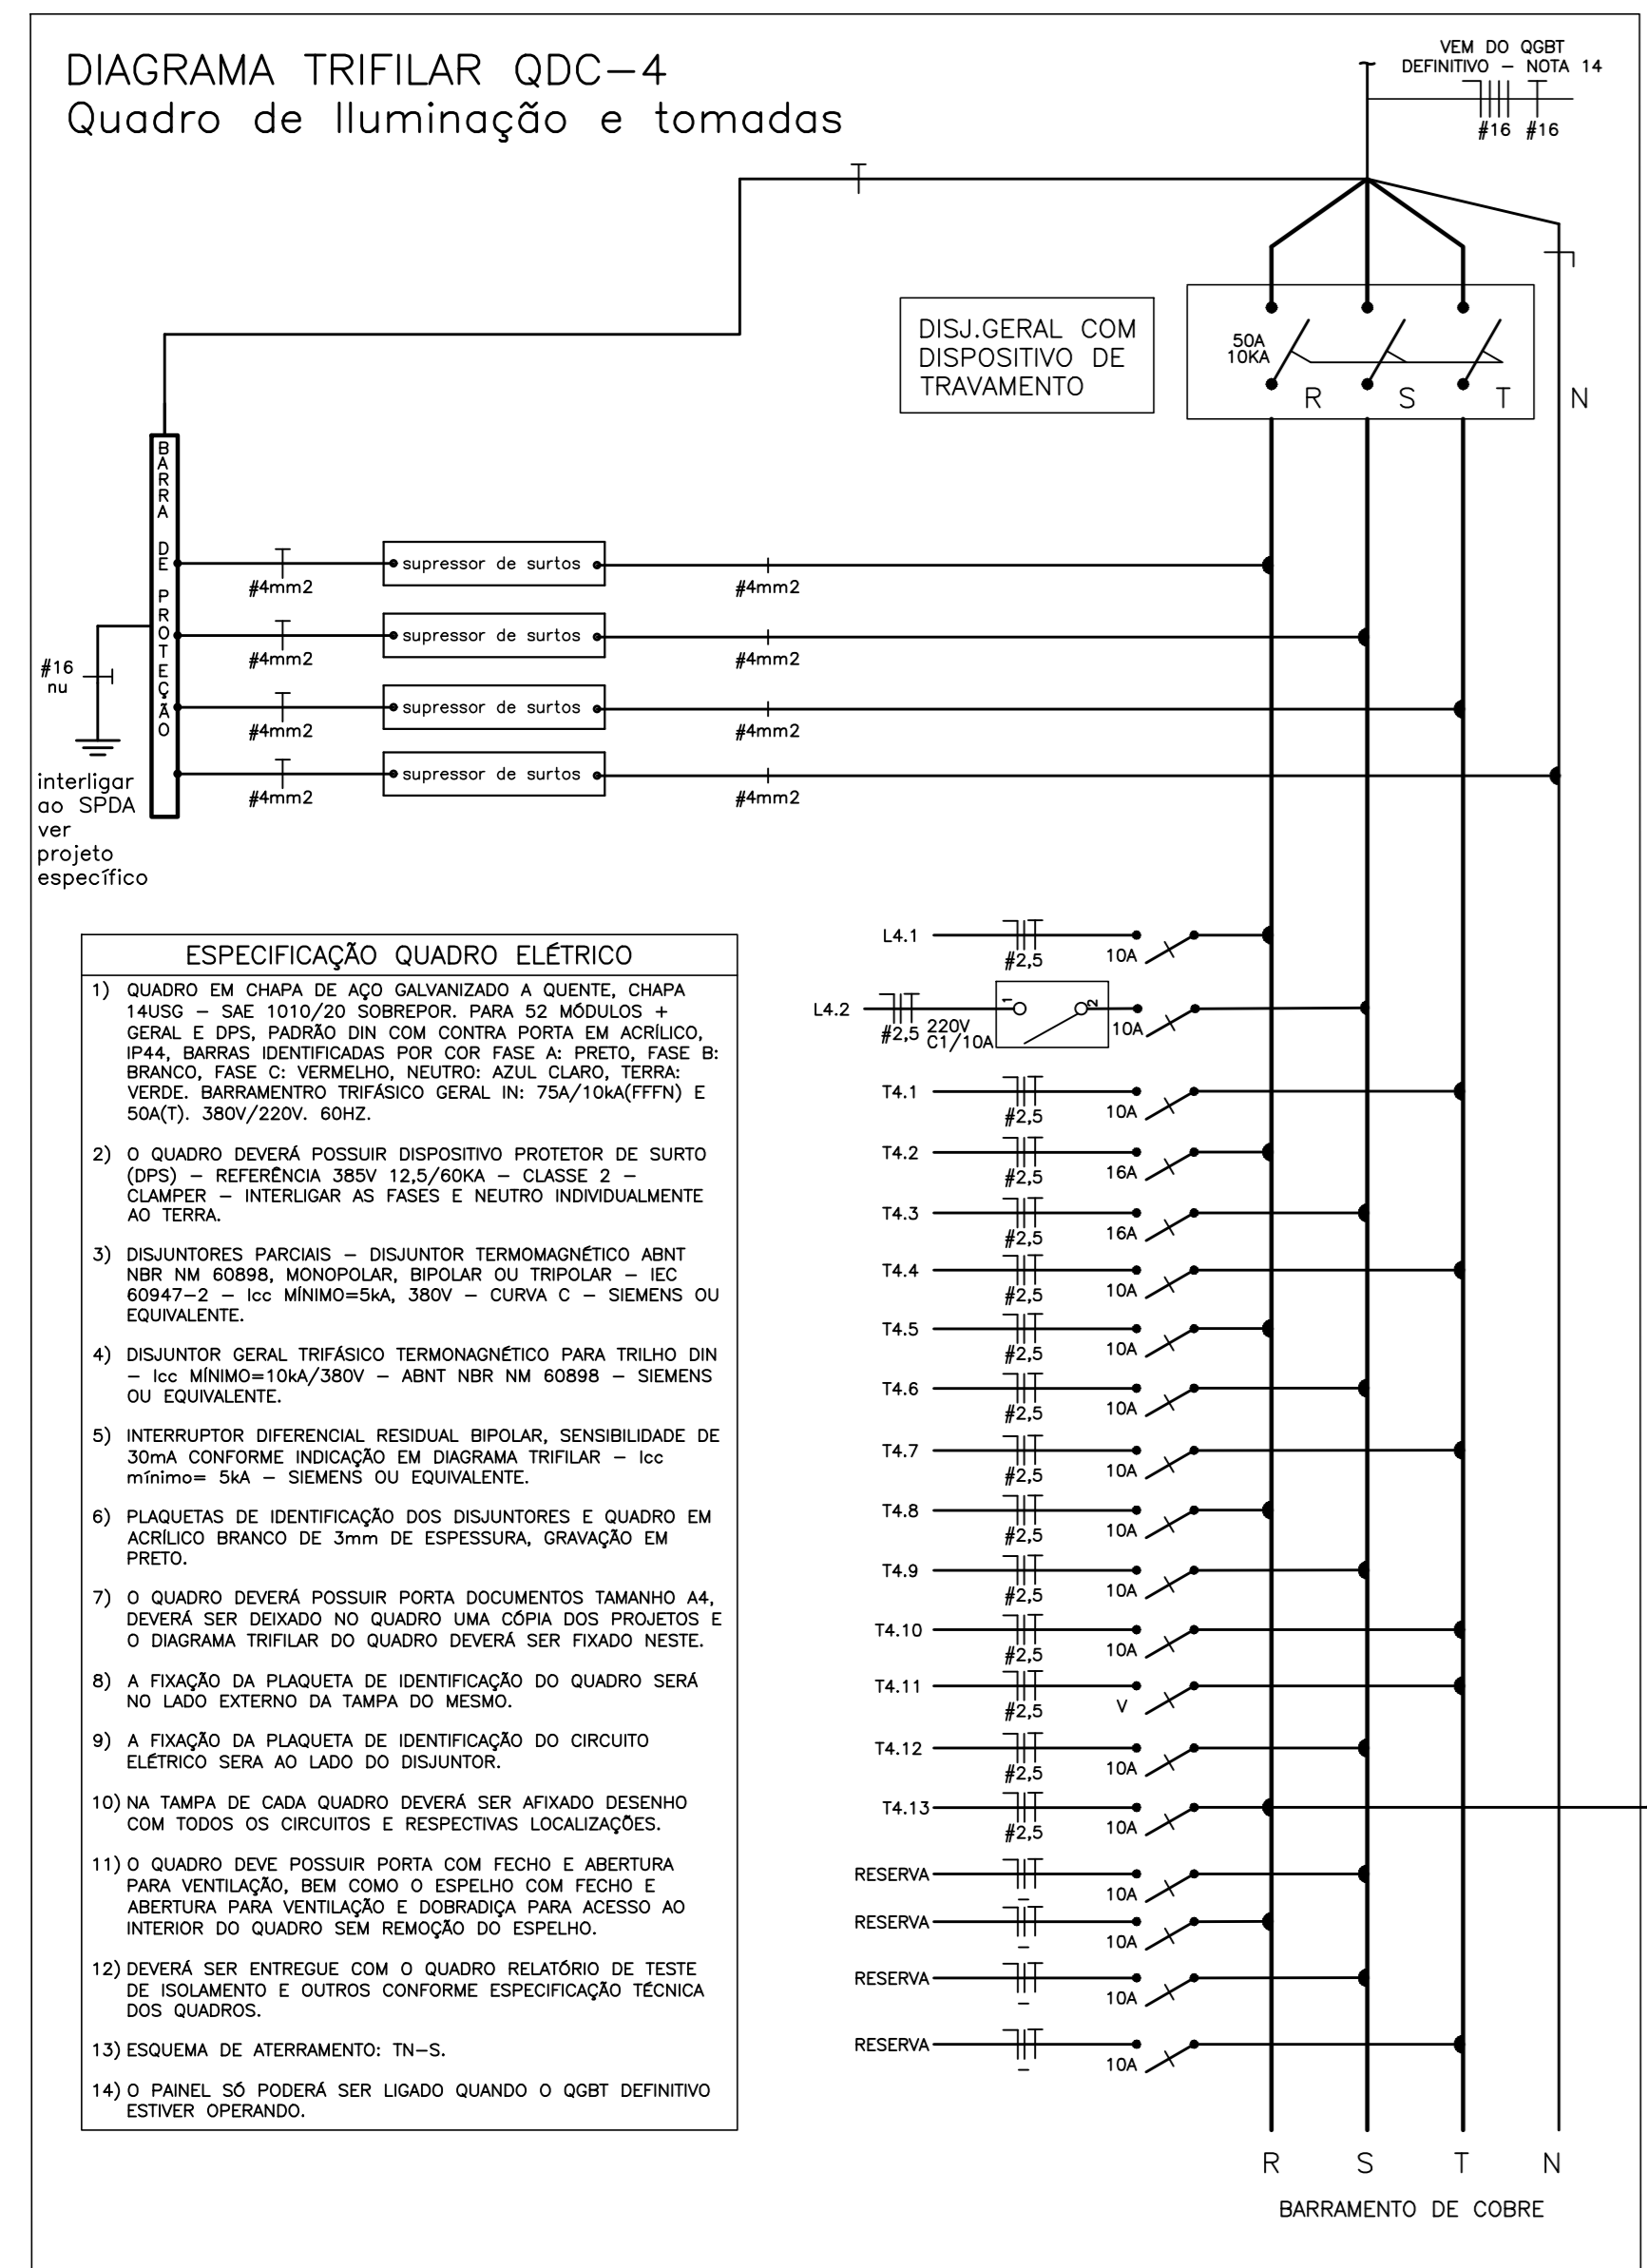 DIAGRAMA TRIFILAR QDC-4
Quadro de Iluminação e tomadas
VEM DO QGBT
DEFINITIVO - NOTA 14
#16 #16
DISJ.GERAL COM
DISPOSITIVO DE
TRAVAMENTO
50A
10KA
R S T N
BARRA DE PROTEÇÃO
#4mm2 supressor de surtos #4mm2
#4mm2 supressor de surtos #4mm2
#4mm2 supressor de surtos #4mm2
#4mm2 supressor de surtos #4mm2
#16
nu
interligar
ao SPDA
ver
projeto
específico
ESPECIFICAÇÃO QUADRO ELÉTRICO
1) QUADRO EM CHAPA DE AÇO GALVANIZADO A QUENTE, CHAPA
14USG - SAE 1010/20 SOBREPOR. PARA 52 MÓDULOS +
GERAL E DPS, PADRÃO DIN COM CONTRA PORTA EM ACRÍLICO,
IP44, BARRAS IDENTIFICADAS POR COR FASE A: PRETO, FASE B:
BRANCO, FASE C: VERMELHO, NEUTRO: AZUL CLARO, TERRA:
VERDE. BARRAMENTRO TRIFÁSICO GERAL IN: 75A/10kA(FFFN) E
50A(T). 380V/220V. 60HZ.
2) O QUADRO DEVERÁ POSSUIR DISPOSITIVO PROTETOR DE SURTO
(DPS) - REFERÊNCIA 385V 12,5/60KA - CLASSE 2 -
CLAMPER - INTERLIGAR AS FASES E NEUTRO INDIVIDUALMENTE
AO TERRA.
3) DISJUNTORES PARCIAIS - DISJUNTOR TERMOMAGNÉTICO ABNT
NBR NM 60898, MONOPOLAR, BIPOLAR OU TRIPOLAR - IEC
60947-2 - Icc MÍNIMO=5kA, 380V - CURVA C - SIEMENS OU
EQUIVALENTE.
4) DISJUNTOR GERAL TRIFÁSICO TERMONAGNÉTICO PARA TRILHO DIN
- Icc MÍNIMO=10kA/380V - ABNT NBR NM 60898 - SIEMENS
OU EQUIVALENTE.
5) INTERRUPTOR DIFERENCIAL RESIDUAL BIPOLAR, SENSIBILIDADE DE
30mA CONFORME INDICAÇÃO EM DIAGRAMA TRIFILAR - Icc
mínimo= 5kA - SIEMENS OU EQUIVALENTE.
6) PLAQUETAS DE IDENTIFICAÇÃO DOS DISJUNTORES E QUADRO EM
ACRÍLICO BRANCO DE 3mm DE ESPESSURA, GRAVAÇÃO EM
PRETO.
7) O QUADRO DEVERÁ POSSUIR PORTA DOCUMENTOS TAMANHO A4,
DEVERÁ SER DEIXADO NO QUADRO UMA CÓPIA DOS PROJETOS E
O DIAGRAMA TRIFILAR DO QUADRO DEVERÁ SER FIXADO NESTE.
8) A FIXAÇÃO DA PLAQUETA DE IDENTIFICAÇÃO DO QUADRO SERÁ
NO LADO EXTERNO DA TAMPA DO MESMO.
9) A FIXAÇÃO DA PLAQUETA DE IDENTIFICAÇÃO DO CIRCUITO
ELÉTRICO SERA AO LADO DO DISJUNTOR.
10) NA TAMPA DE CADA QUADRO DEVERÁ SER AFIXADO DESENHO
COM TODOS OS CIRCUITOS E RESPECTIVAS LOCALIZAÇÕES.
11) O QUADRO DEVE POSSUIR PORTA COM FECHO E ABERTURA
PARA VENTILAÇÃO, BEM COMO O ESPELHO COM FECHO E
ABERTURA PARA VENTILAÇÃO E DOBRADIÇA PARA ACESSO AO
INTERIOR DO QUADRO SEM REMOÇÃO DO ESPELHO.
12) DEVERÁ SER ENTREGUE COM O QUADRO RELATÓRIO DE TESTE
DE ISOLAMENTO E OUTROS CONFORME ESPECIFICAÇÃO TÉCNICA
DOS QUADROS.
13) ESQUEMA DE ATERRAMENTO: TN-S.
14) O PAINEL SÓ PODERÁ SER LIGADO QUANDO O QGBT DEFINITIVO
ESTIVER OPERANDO.
L4.1 #2,5 10A
L4.2 #2,5 220V C1/10A 1 2 10A
T4.1 #2,5 10A
T4.2 #2,5 16A
T4.3 #2,5 16A
T4.4 #2,5 10A
T4.5 #2,5 10A
T4.6 #2,5 10A
T4.7 #2,5 10A
T4.8 #2,5 10A
T4.9 #2,5 10A
T4.10 #2,5 10A
T4.11 #2,5 V
T4.12 #2,5 10A
T4.13 #2,5 10A
RESERVA - 10A
RESERVA - 10A
RESERVA - 10A
RESERVA - 10A
R S T N
BARRAMENTO DE COBRE